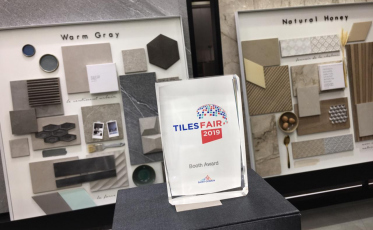 Warm Gray
Natural Honey
TILES FAIR
2019
Booth Award